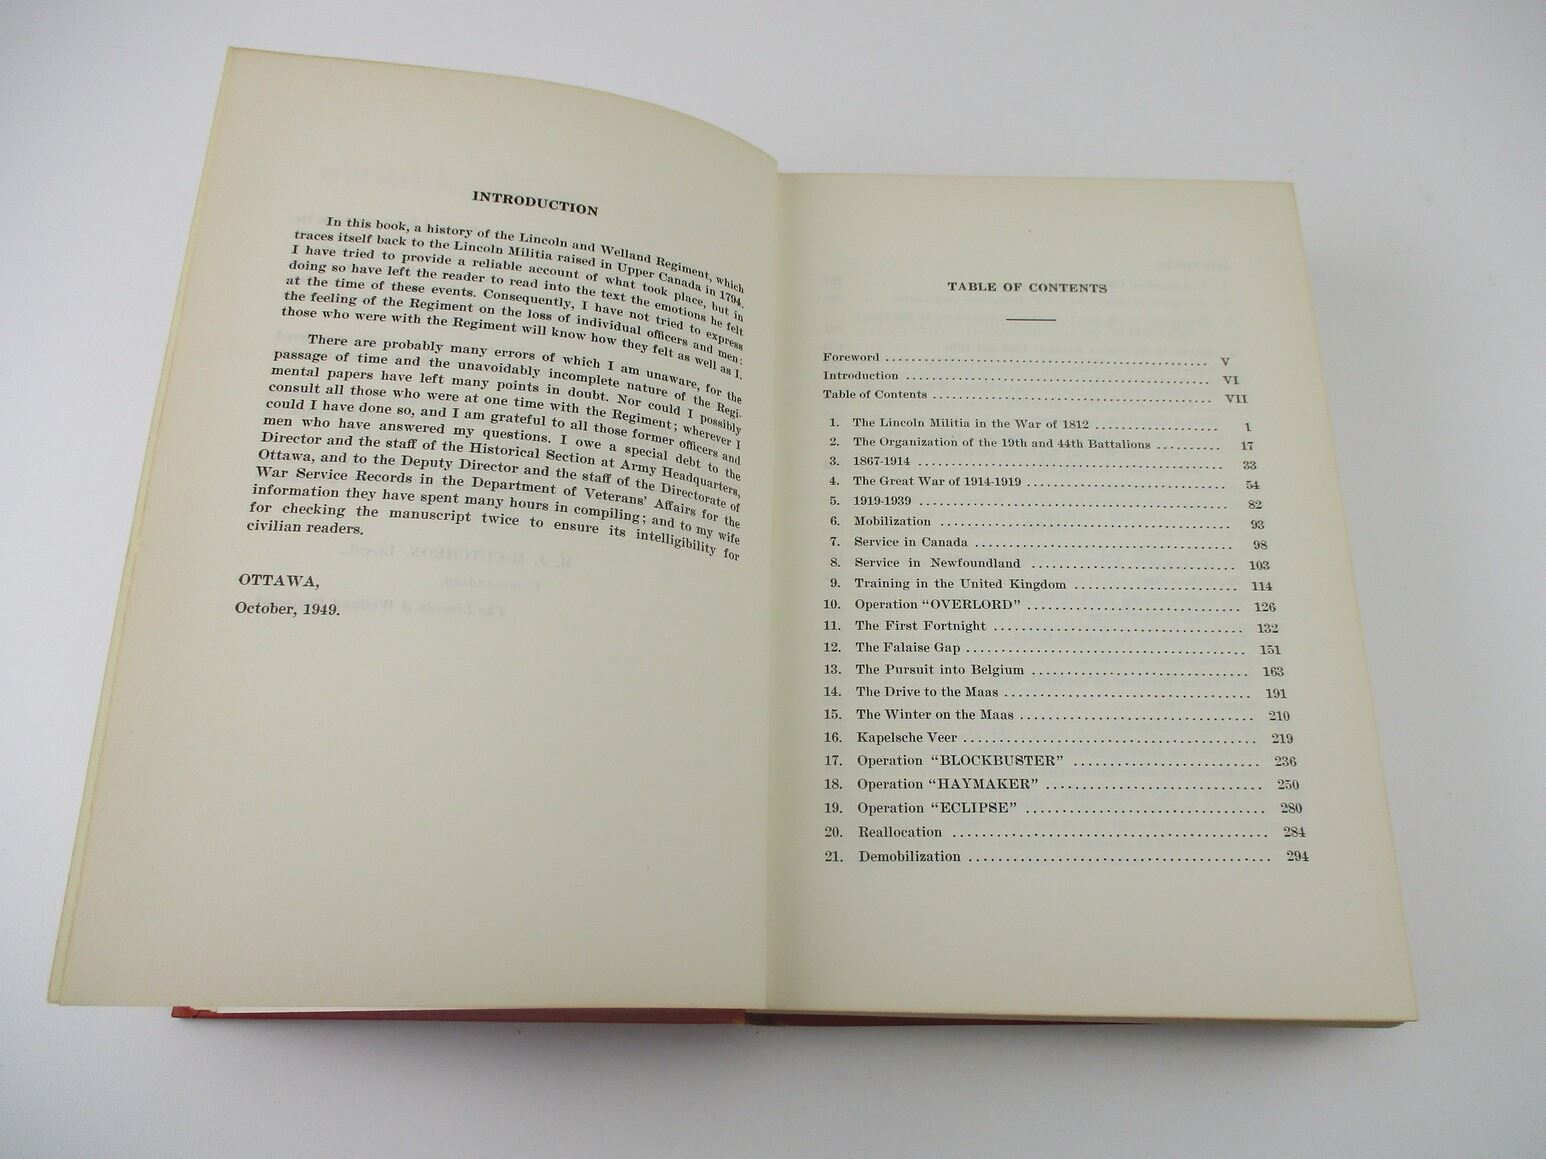 INTRODUCTION
In this book, a history of the Lincoln and Welland Regiment, which
traces itself back to the Lincoln Militia raised in Upper Canada in 1794,
I have tried to provide a reliable account of what took place, but in
doing so have left the reader to read into the text the emotions he felt
at the time of these events. Consequently, I have not tried to express
the feeling of the Regiment on the loss of individual officers and men;
those who were with the Regiment will know how they felt as well as I.
There are probably many errors of which I am unaware, for the
passage of time and the unavoidably incomplete nature of the Regi-
mental papers have left many points in doubt. Nor could I possibly
consult all those who were at one time with the Regiment; wherever I
could I have done so, and I am grateful to all those former officers and
men who have answered my questions. I owe a special debt to the
Director and the staff of the Historical Section at Army Headquarters,
Ottawa, and to the Deputy Director and the staff of the Directorate of
War Service Records in the Department of Veterans' Affairs for the
information they have spent many hours in compiling; and to my wife
for checking the manuscript twice to ensure its intelligibility for
civilian readers.
OTTAWA,
October, 1949.
TABLE OF CONTENTS
Foreword ................................................ V
Introduction ............................................. VI
Table of Contents ........................................ VII
1. The Lincoln Militia in the War of 1812 .................. 1
2. The Organization of the 19th and 44th Battalions .......... 17
3. 1867-1914 ............................................. 33
4. The Great War of 1914-1919 ............................. 54
5. 1919-1939 ............................................. 82
6. Mobilization .......................................... 93
7. Service in Canada ..................................... 98
8. Service in Newfoundland ............................ 103
9. Training in the United Kingdom ....................... 114
10. Operation “OVERLORD” .............................. 126
11. The First Fortnight ................................... 132
12. The Falaise Gap ....................................... 151
13. The Pursuit into Belgium ............................... 163
14. The Drive to the Maas ................................... 191
15. The Winter on the Maas ................................. 210
16. Kapelsche Veer ......................................... 219
17. Operation “BLOCKBUSTER” .......................... 236
18. Operation “HAYMAKER” .............................. 250
19. Operation “ECLIPSE” .................................. 280
20. Reallocation ............................................ 284
21. Demobilization .......................................... 294